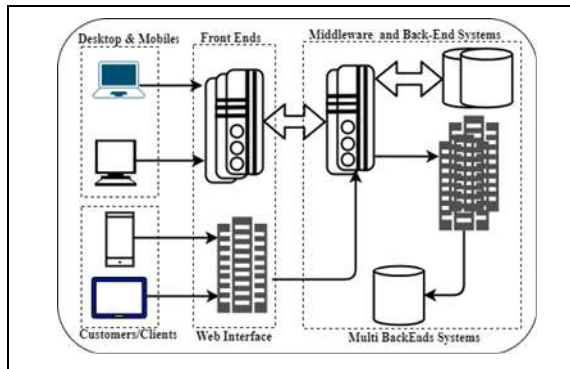 Desktop & Mobiles
Front Ends
Middleware and Back-End Systems
Customers/Clients
Web Interface
Multi BackEnds Systems